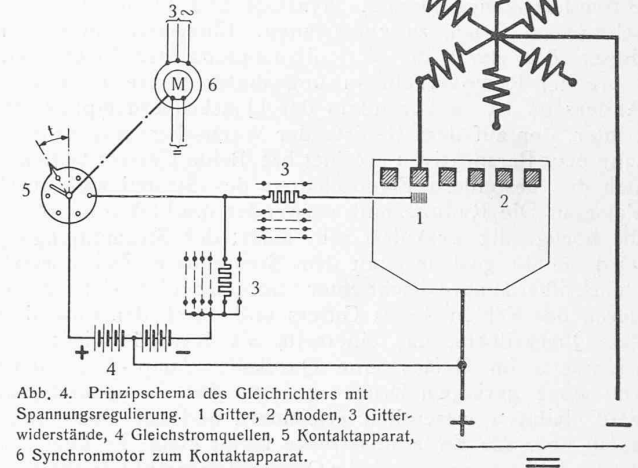 3~
M
6
t
5
3
2
3
+
-
4
+
-
=
Abb. 4. Prinzipschema des Gleichrichters mit
Spannungsregulierung. 1 Gitter, 2 Anoden, 3 Gitter-
widerstände, 4 Gleichstromquellen, 5 Kontaktapparat,
6 Synchronmotor zum Kontaktapparat.